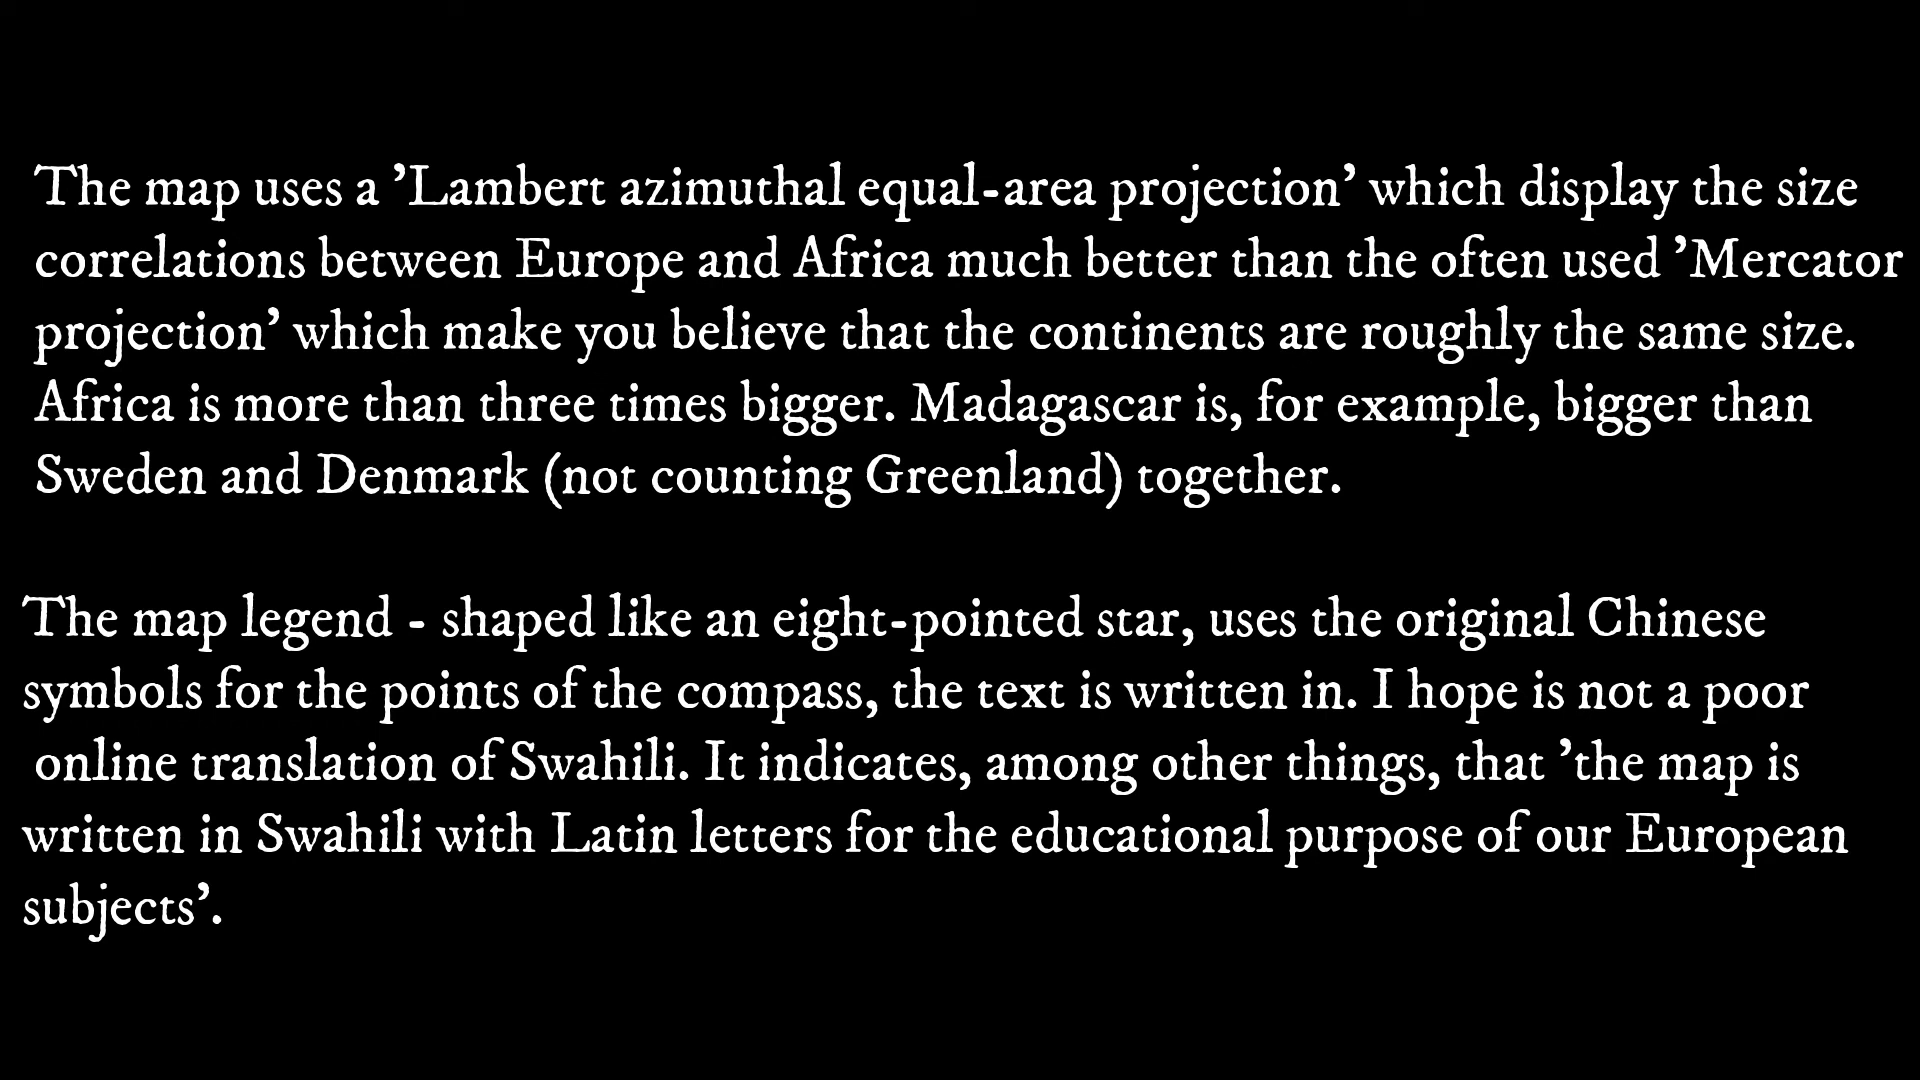 The map uses a 'Lambert azimuthal equal-area projection' which display the size
correlations between Europe and Africa much better than the often used 'Mercator
projection' which make you believe that the continents are roughly the same size.
Africa is more than three times bigger. Madagascar is, for example, bigger than
Sweden and Denmark (not counting Greenland) together.
The map legend - shaped like an eight-pointed star, uses the original Chinese
symbols for the points of the compass, the text is written in. I hope is not a poor
online translation of Swahili. It indicates, among other things, that 'the map is
written in Swahili with Latin letters for the educational purpose of our European
subjects'.